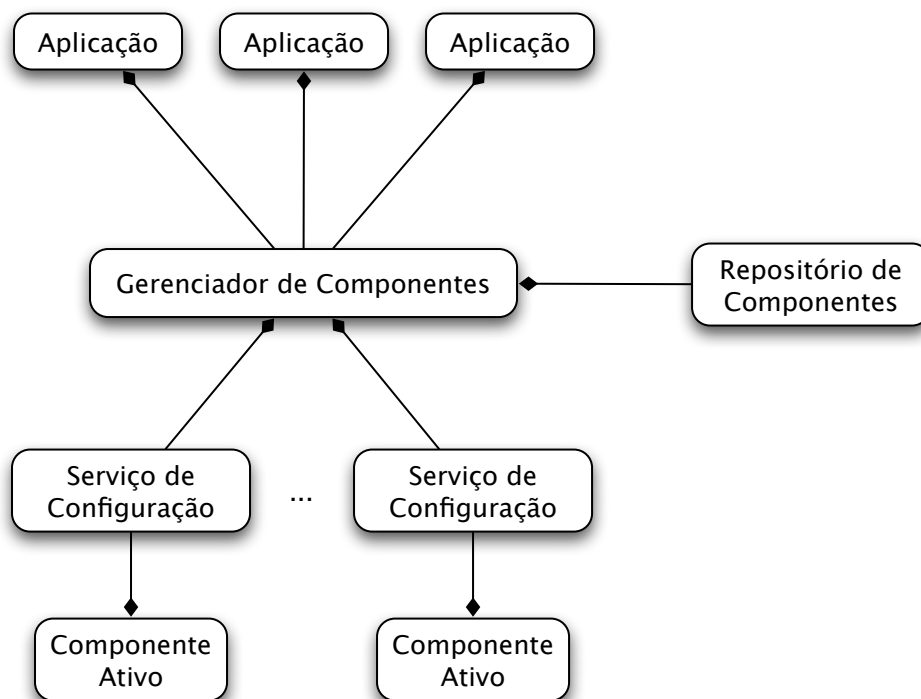 Aplicação
Aplicação
Aplicação
Gerenciador de Componentes
Repositório de
Componentes
Serviço de
Configuração
...
Serviço de
Configuração
Componente
Ativo
Componente
Ativo